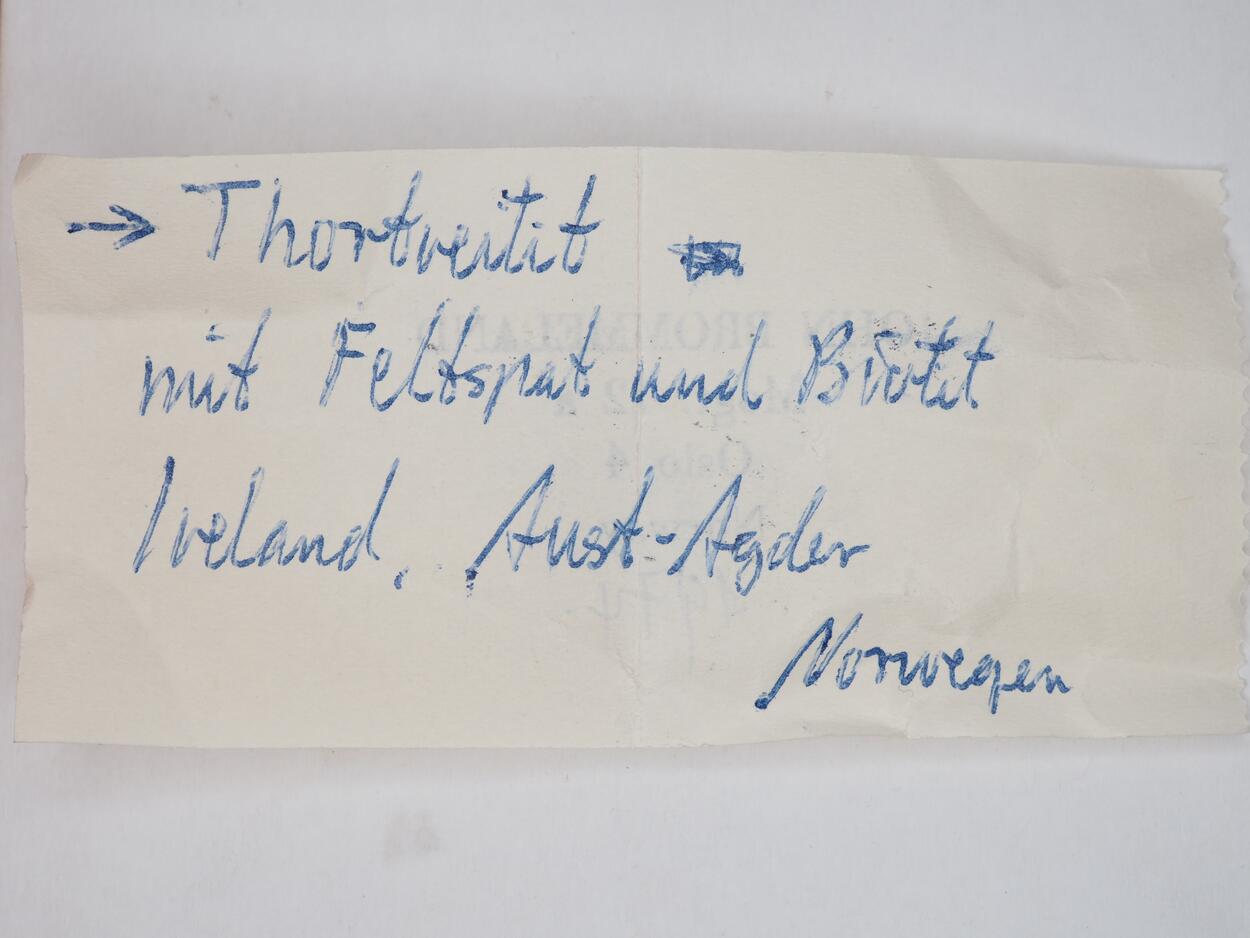 → Thortveitit
mit Feltspat und Biotit
Iveland, Aust-Agder
Norwegen